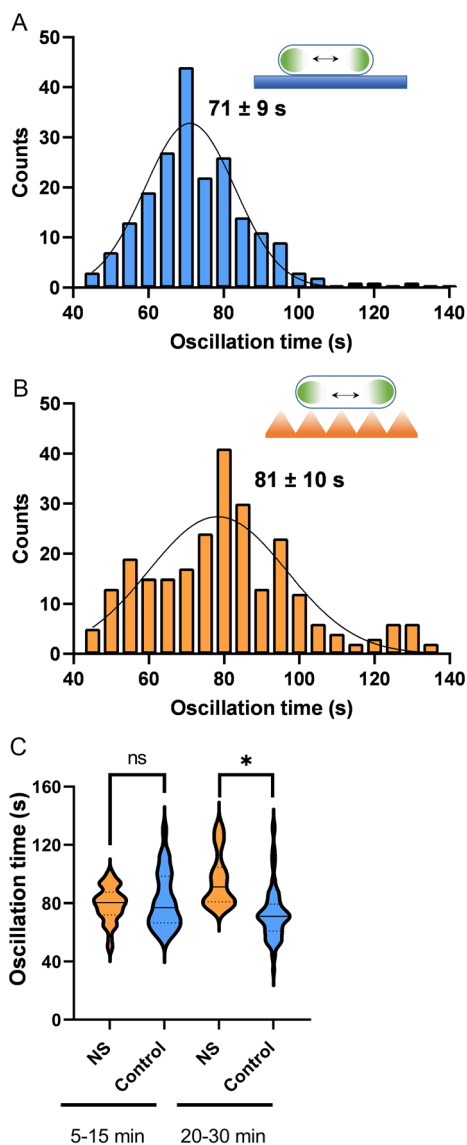 A
50
40
30
20
10
0
Counts
71 ± 9 s
40 60 80 100 120 140
Oscillation time (s)
B
50
40
30
20
10
0
Counts
81 ± 10 s
40 60 80 100 120 140
Oscillation time (s)
C
ns *
160
120
80
40
0
Oscillation time (s)
NS Control NS Control
5-15 min 20-30 min